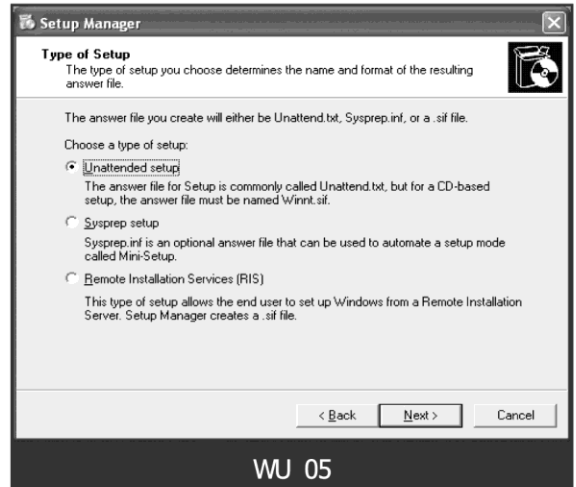 Setup Manager
Type of Setup
The type of setup you choose determines the name and format of the resulting
answer file.
The answer file you create will either be Unattend.txt, Sysprep.inf, or a .sif file.
Choose a type of setup:
Unattended setup
The answer file for Setup is commonly called Unattend.txt, but for a CD-based
setup, the answer file must be named Winnt.sif.
Sysprep setup
Sysprep.inf is an optional answer file that can be used to automate a setup mode
called Mini-Setup.
Remote Installation Services (RIS)
This type of setup allows the end user to set up Windows from a Remote Installation
Server. Setup Manager creates a .sif file.
< Back Next > Cancel
WU 05